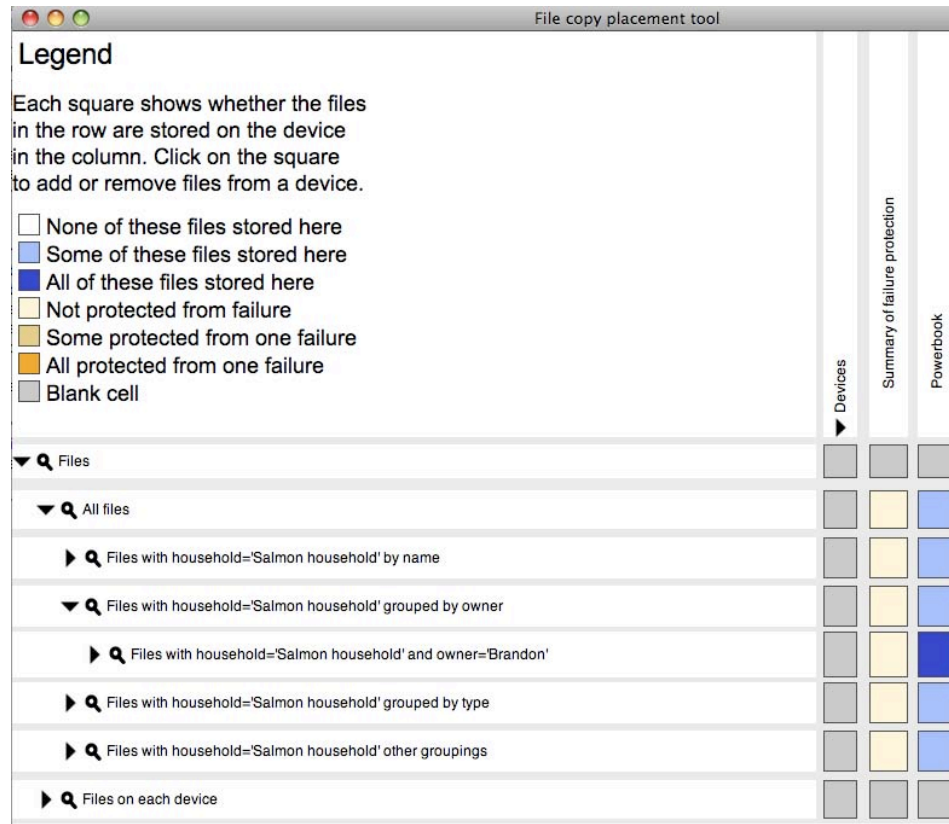 File copy placement tool
Legend
Each square shows whether the files
in the row are stored on the device
in the column. Click on the square
to add or remove files from a device.
None of these files stored here
Some of these files stored here
All of these files stored here
Not protected from failure
Some protected from one failure
All protected from one failure
Blank cell
Devices
Summary of failure protection
Powerbook
Files
All files
Files with household='Salmon household' by name
Files with household='Salmon household' grouped by owner
Files with household='Salmon household' and owner='Brandon'
Files with household='Salmon household' grouped by type
Files with household='Salmon household' other groupings
Files on each device